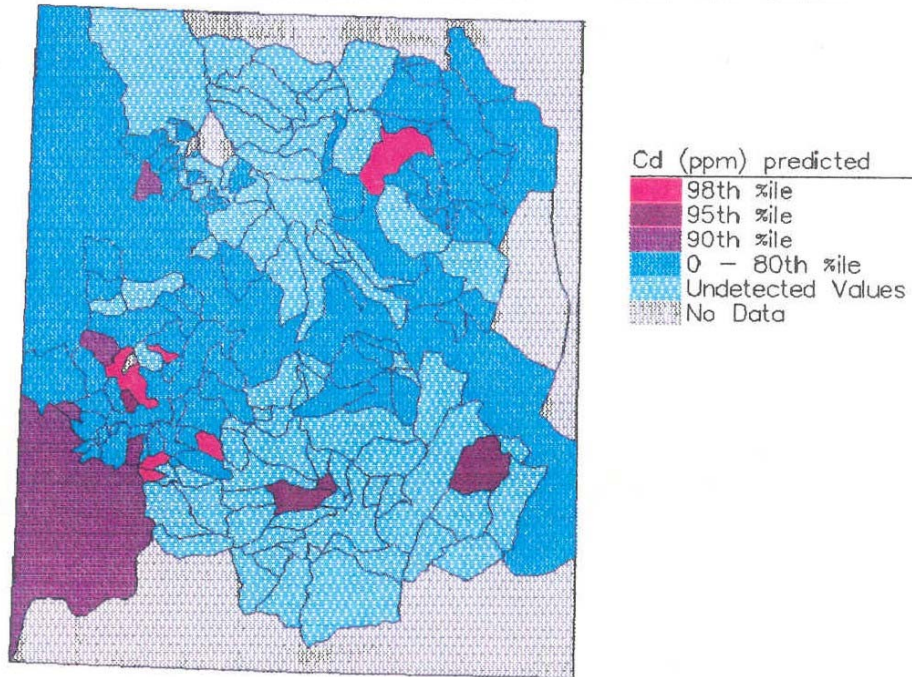 Cd (ppm) predicted
98th %ile
95th %ile
90th %ile
0 – 80th %ile
Undetected Values
No Data